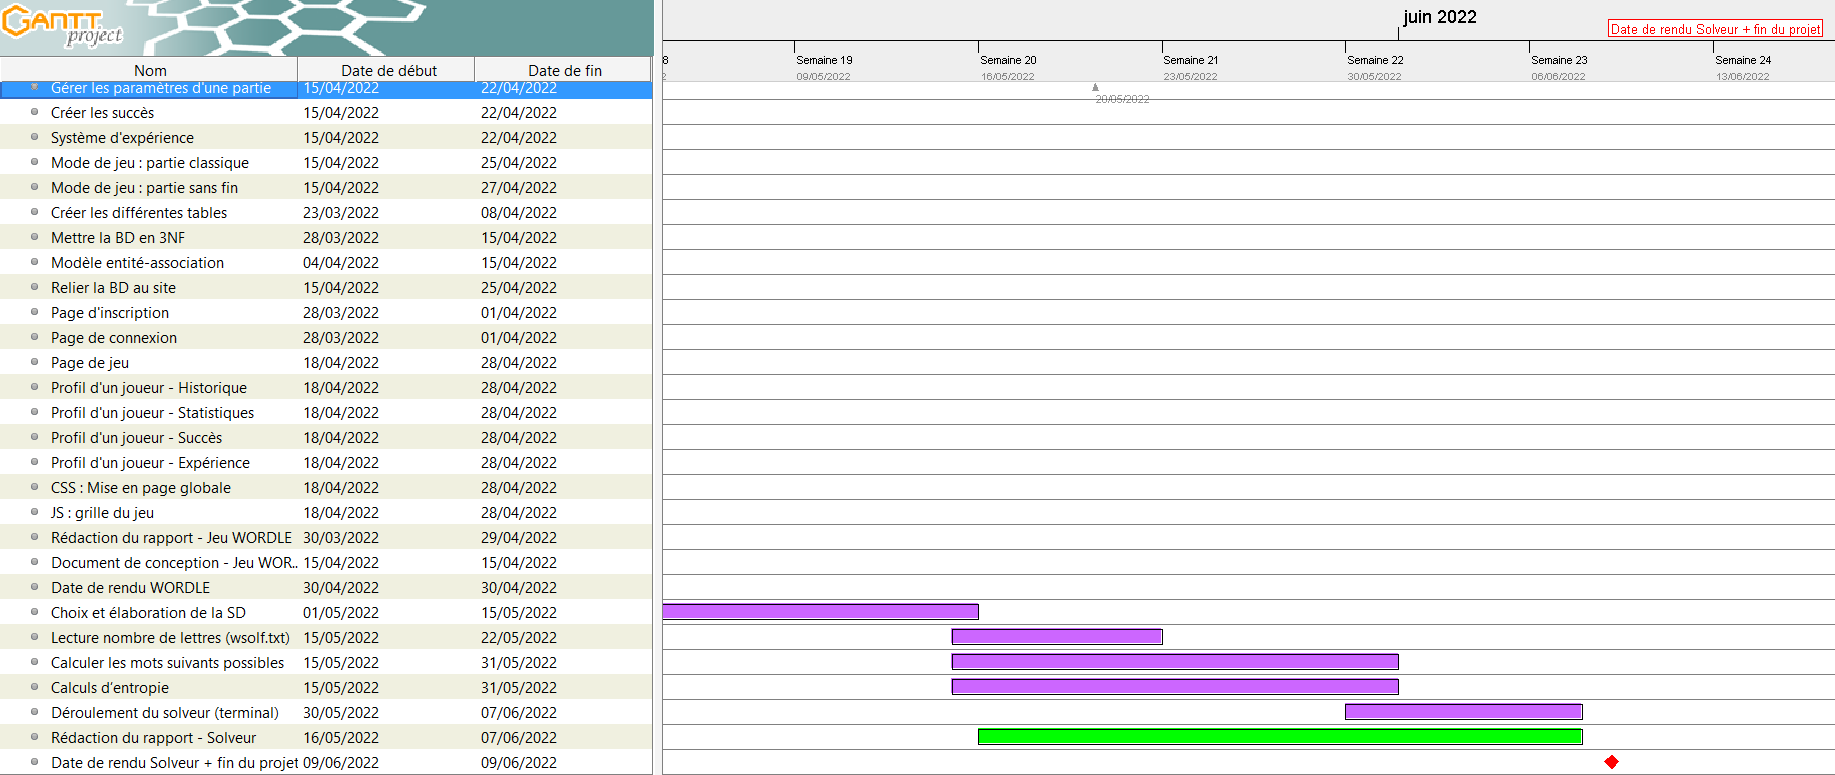 GANTT
project
juin 2022
Date de rendu Solveur + fin du projet
8 Semaine 19 Semaine 20 Semaine 21 Semaine 22 Semaine 23 Semaine 24
2 09/05/2022 16/05/2022 23/05/2022 30/05/2022 06/06/2022 13/06/2022
20/05/2022
Nom Date de début Date de fin
Gérer les paramètres d'une partie 15/04/2022 22/04/2022
Créer les succès 15/04/2022 22/04/2022
Système d'expérience 15/04/2022 22/04/2022
Mode de jeu : partie classique 15/04/2022 25/04/2022
Mode de jeu : partie sans fin 15/04/2022 27/04/2022
Créer les différentes tables 23/03/2022 08/04/2022
Mettre la BD en 3NF 28/03/2022 15/04/2022
Modèle entité-association 04/04/2022 15/04/2022
Relier la BD au site 15/04/2022 25/04/2022
Page d'inscription 28/03/2022 01/04/2022
Page de connexion 28/03/2022 01/04/2022
Page de jeu 18/04/2022 28/04/2022
Profil d'un joueur - Historique 18/04/2022 28/04/2022
Profil d'un joueur - Statistiques 18/04/2022 28/04/2022
Profil d'un joueur - Succès 18/04/2022 28/04/2022
Profil d'un joueur - Expérience 18/04/2022 28/04/2022
CSS : Mise en page globale 18/04/2022 28/04/2022
JS : grille du jeu 18/04/2022 28/04/2022
Rédaction du rapport - Jeu WORDLE 30/03/2022 29/04/2022
Document de conception - Jeu WOR... 15/04/2022 15/04/2022
Date de rendu WORDLE 30/04/2022 30/04/2022
Choix et élaboration de la SD 01/05/2022 15/05/2022
Lecture nombre de lettres (wsolf.txt) 15/05/2022 22/05/2022
Calculer les mots suivants possibles 15/05/2022 31/05/2022
Calculs d’entropie 15/05/2022 31/05/2022
Déroulement du solveur (terminal) 30/05/2022 07/06/2022
Rédaction du rapport - Solveur 16/05/2022 07/06/2022
Date de rendu Solveur + fin du projet 09/06/2022 09/06/2022